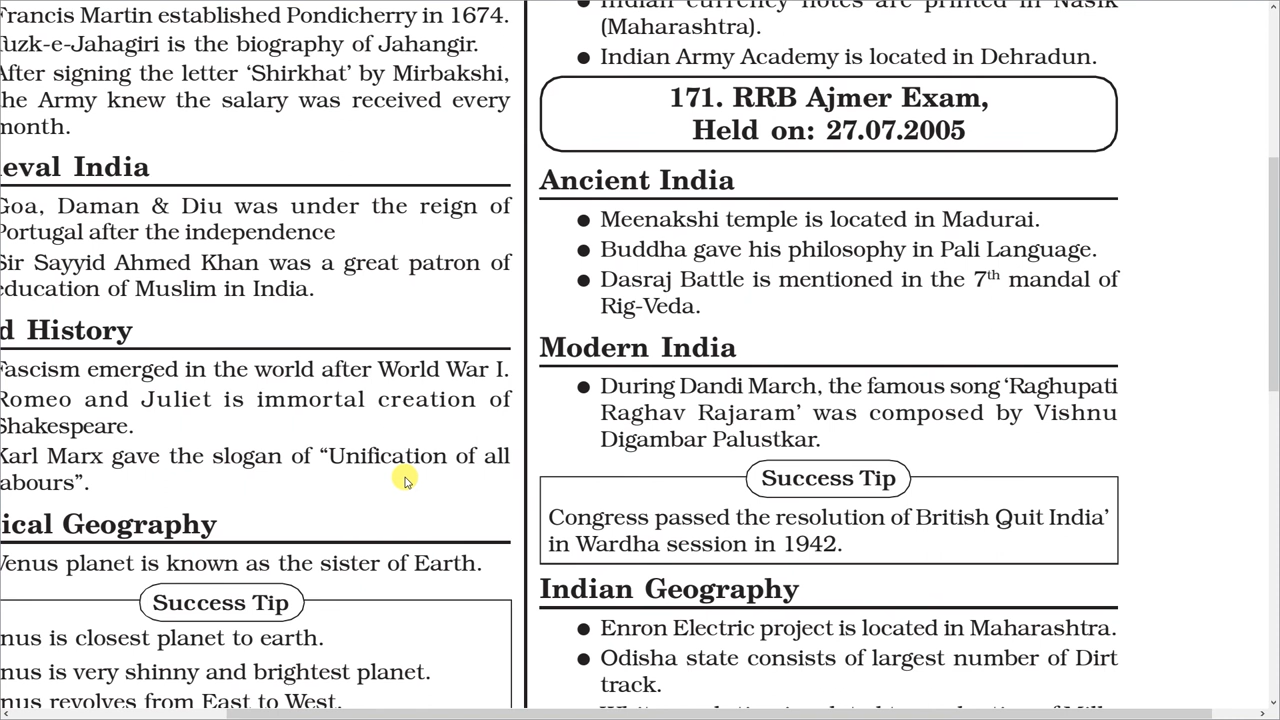 Francis Martin established Pondicherry in 1674.
Tuzk-e-Jahagiri is the biography of Jahangir.
After signing the letter ‘Shirkhat’ by Mirbakshi,
the Army knew the salary was received every
month.
eval India
Goa, Daman & Diu was under the reign of
Portugal after the independence
Sir Sayyid Ahmed Khan was a great patron of
education of Muslim in India.
d History
Fascism emerged in the world after World War I.
Romeo and Juliet is immortal creation of
Shakespeare.
Karl Marx gave the slogan of “Unification of all
labours”.
ical Geography
Venus planet is known as the sister of Earth.
Success Tip
nus is closest planet to earth.
nus is very shinny and brightest planet.
nus revolves from East to West.
● Indian currency notes are printed in Nasik
(Maharashtra).
● Indian Army Academy is located in Dehradun.
171. RRB Ajmer Exam,
Held on: 27.07.2005
Ancient India
● Meenakshi temple is located in Madurai.
● Buddha gave his philosophy in Pali Language.
● Dasraj Battle is mentioned in the 7th mandal of
Rig-Veda.
Modern India
● During Dandi March, the famous song ‘Raghupati
Raghav Rajaram’ was composed by Vishnu
Digambar Palustkar.
Success Tip
Congress passed the resolution of British Quit India’
in Wardha session in 1942.
Indian Geography
● Enron Electric project is located in Maharashtra.
● Odisha state consists of largest number of Dirt
track.